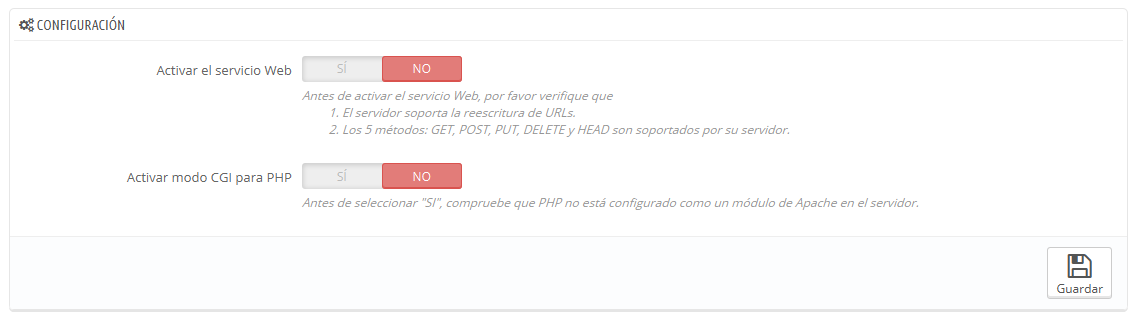 CONFIGURACIÓN
Activar el servicio Web SÍ NO
Antes de activar el servicio Web, por favor verifique que
1. El servidor soporta la reescritura de URLs.
2. Los 5 métodos: GET, POST, PUT, DELETE y HEAD son soportados por su servidor.
Activar modo CGI para PHP SÍ NO
Antes de seleccionar "SI", compruebe que PHP no está configurado como un módulo de Apache en el servidor.
Guardar